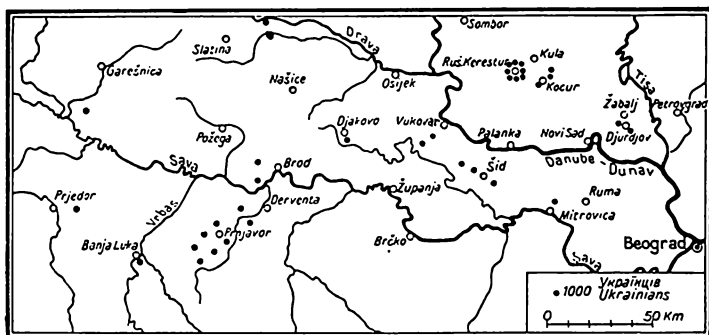 Sombor
Drava
Slatina
Kula
Ruš Kerestur
Garešnica
Tisa
Osijek
Kocur
Našice
Žabalj
Petrovgrad
Vukovar
Djakovo
Požega
Djurdjov
Palanka
Novi Sad
Danube - Dunav
Sava
Brod
Šid
Županja
Ruma
Prjedor
Vrbas
Derventa
Mitrovica
Prnjavor
Brčko
Banja Luka
Beograd
Sava
1000 Українців
Ukrainians
0 50 Km